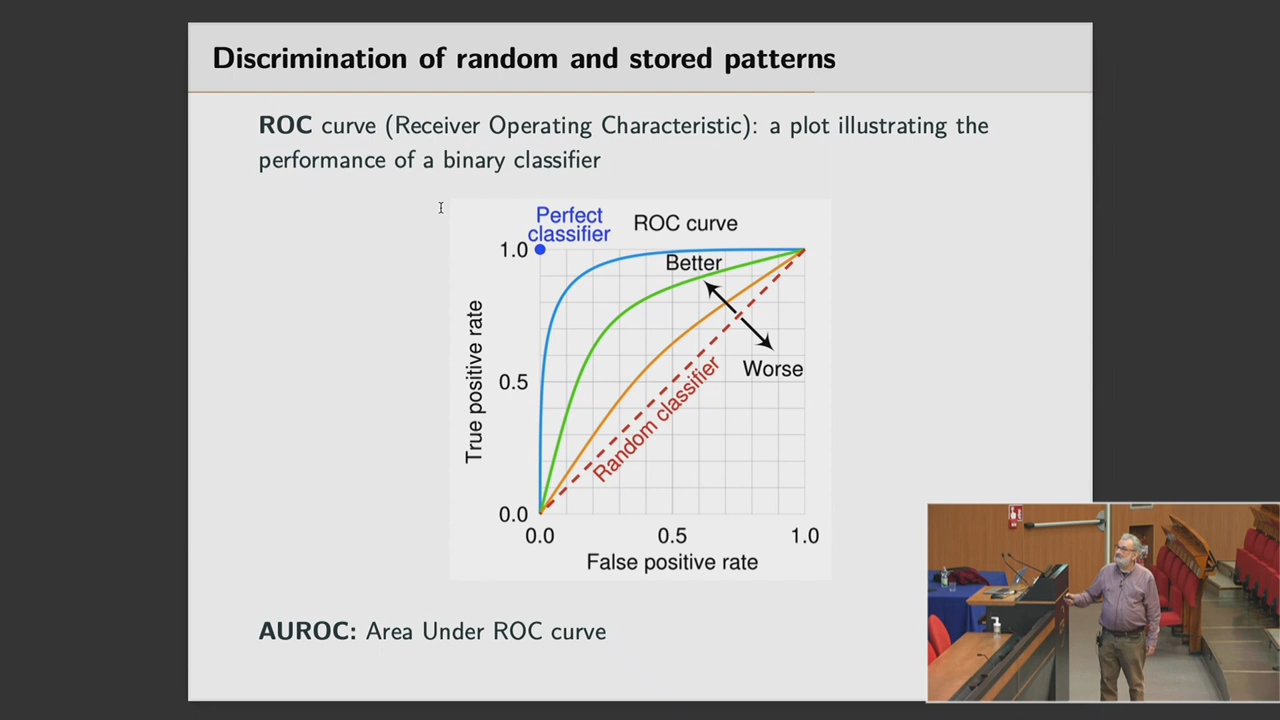 Discrimination of random and stored patterns
ROC curve (Receiver Operating Characteristic): a plot illustrating the
performance of a binary classifier
Perfect
classifier
ROC curve
1.0
Better
True positive rate
0.5
Worse
Random classifier
0.0
0.0 0.5 1.0
False positive rate
AUROC: Area Under ROC curve